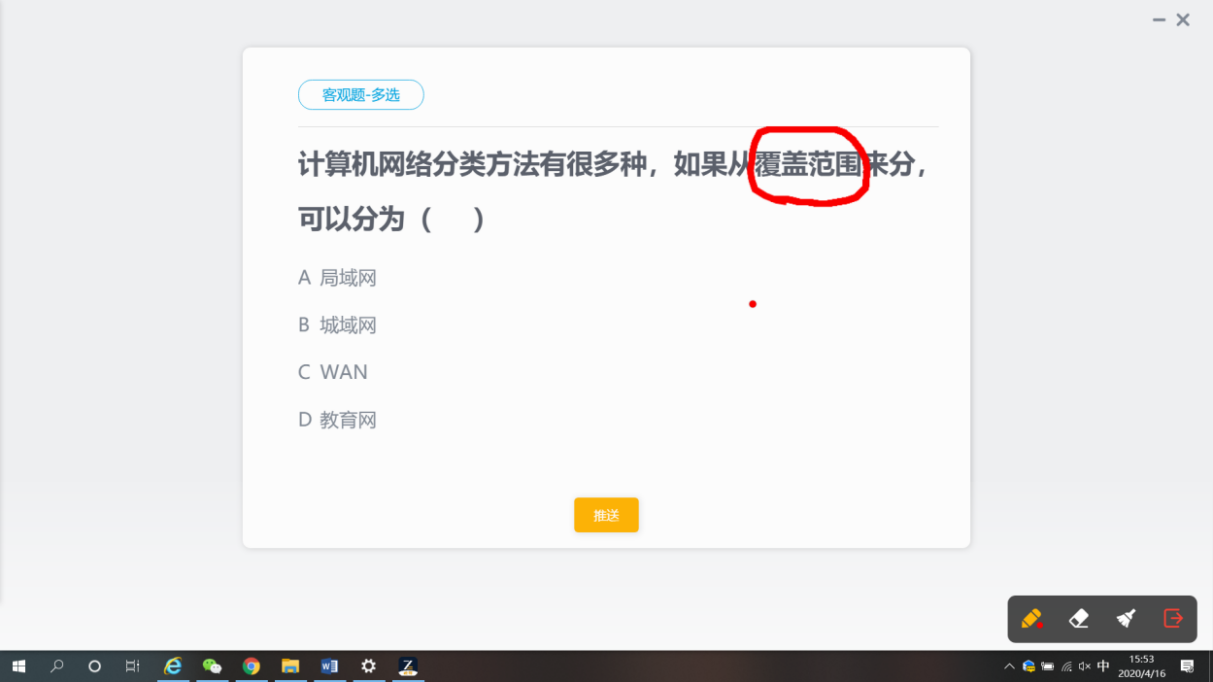 客观题-多选
计算机网络分类方法有很多种，如果从覆盖范围来分，
可以分为（ ）
A 局域网
B 城域网
C WAN
D 教育网
推送
中
15:53
2020/4/16